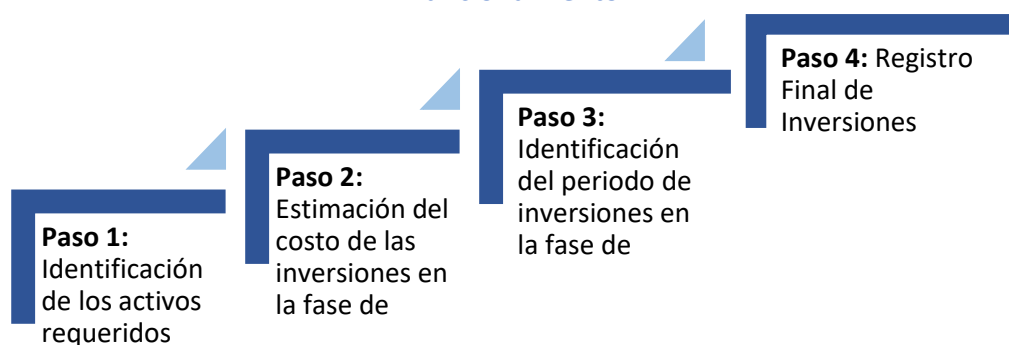 Paso 1:
Identificación
de los activos
requeridos
Paso 2:
Estimación del
costo de las
inversiones en
la fase de
Paso 3:
Identificación
del periodo de
inversiones en
la fase de
Paso 4: Registro
Final de
Inversiones